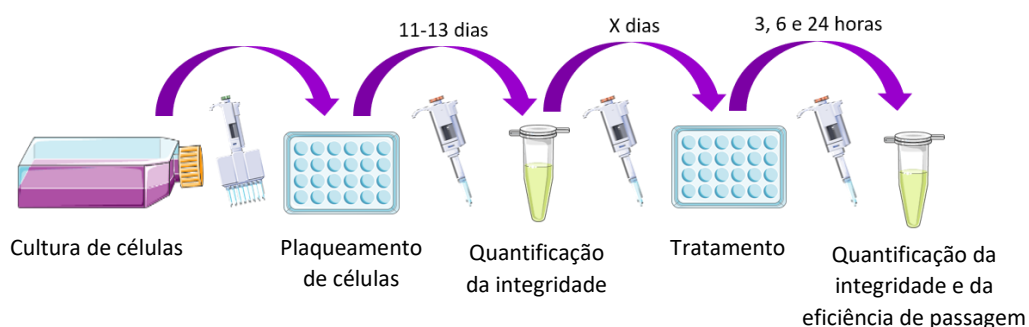 11-13 dias
X dias
3, 6 e 24 horas
Cultura de células
Plaqueamento
de células
Quantificação
da integridade
Tratamento
Quantificação da
integridade e da
eficiência de passagem